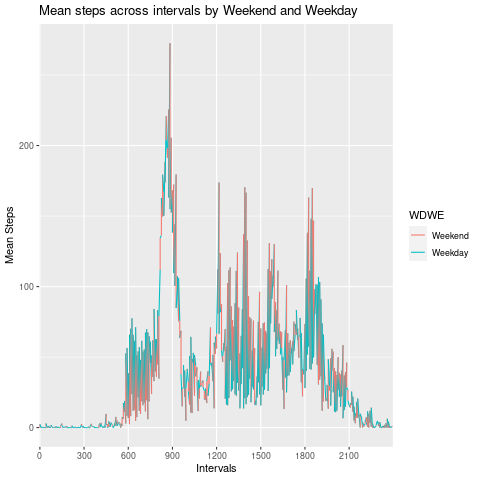 Mean steps across intervals by Weekend and Weekday
Mean Steps
200
100
0
0 300 600 900 1200 1500 1800 2100
Intervals
WDWE
Weekend
Weekday